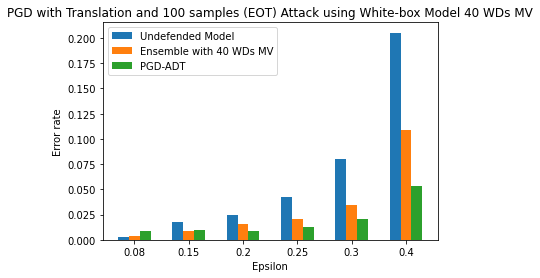 PGD with Translation and 100 samples (EOT) Attack using White-box Model 40 WDs MV
Undefended Model
Ensemble with 40 WDs MV
PGD-ADT
0.200
0.175
0.150
0.125
0.100
0.075
0.050
0.025
0.000
Error rate
0.08 0.15 0.2 0.25 0.3 0.4
Epsilon